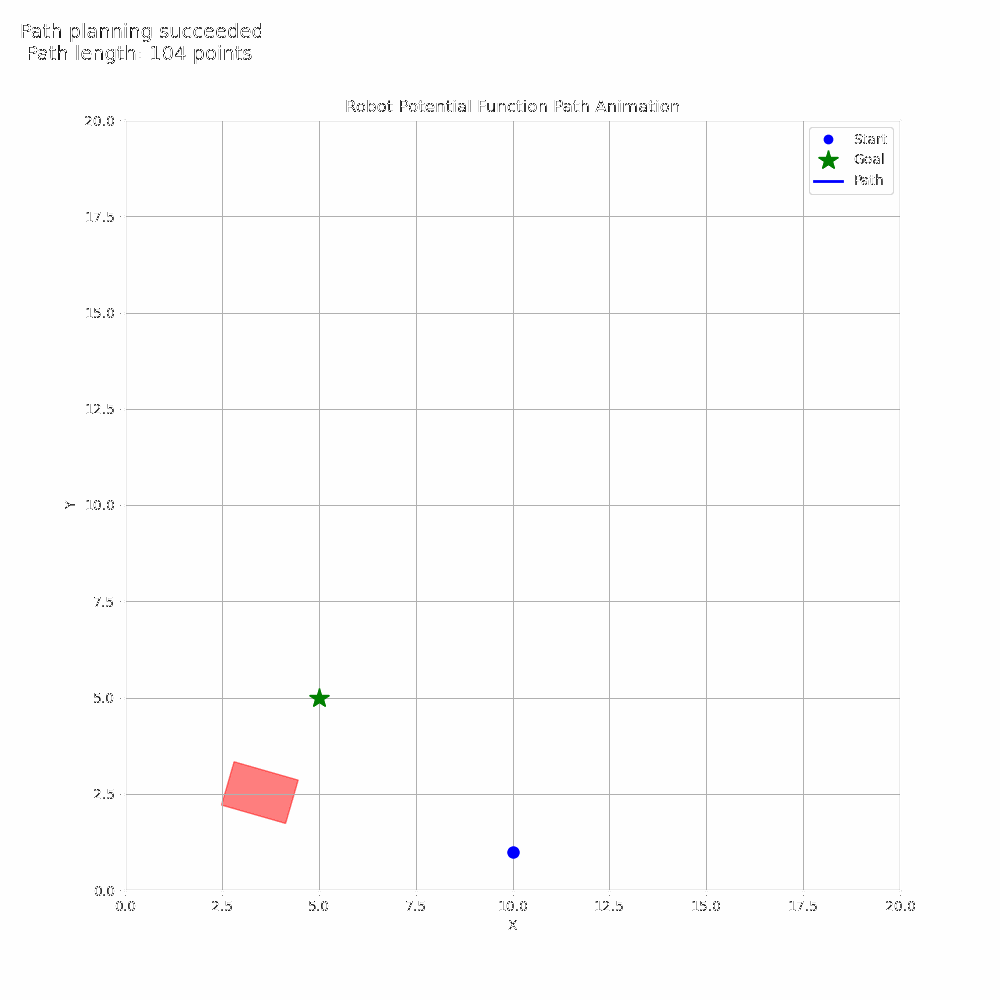 Path planning succeeded
Path length: 104 points
Robot Potential Function Path Animation
Start
Goal
Path
20.0
17.5
15.0
12.5
10.0
7.5
5.0
2.5
0.0
Y
0.0 2.5 5.0 7.5 10.0 12.5 15.0 17.5 20.0
X